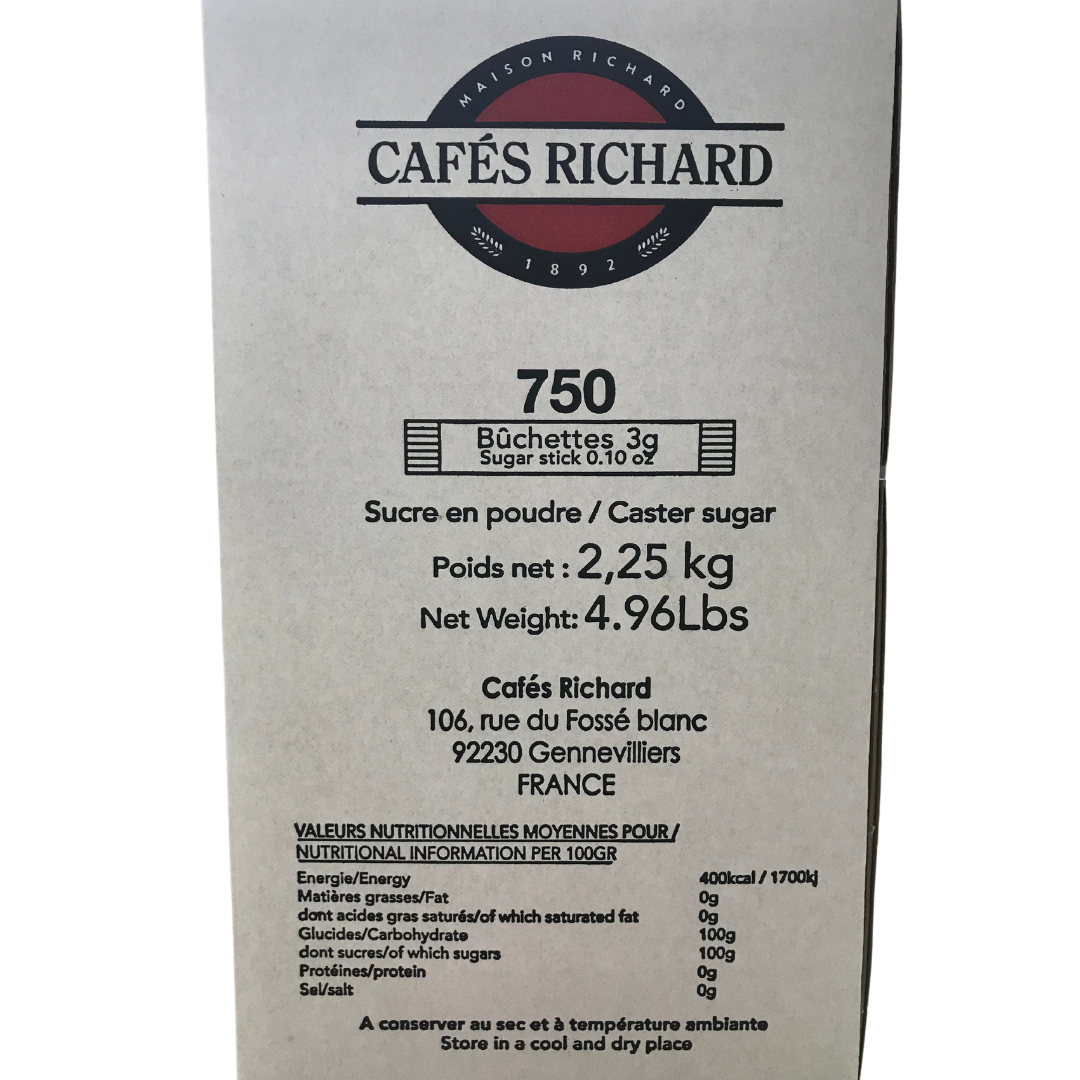 MAISON RICHARD
CAFÉS RICHARD
1892
750
Bûchettes 3g
Sugar stick 0.10 oz
Sucre en poudre / Caster sugar
Poids net : 2,25 kg
Net Weight: 4.96Lbs
Cafés Richard
106, rue du Fossé blanc
92230 Gennevilliers
FRANCE
VALEURS NUTRITIONNELLES MOYENNES POUR /
NUTRITIONAL INFORMATION PER 100GR
Energie/Energy 400kcal / 1700kj
Matières grasses/Fat 0g
dont acides gras saturés/of which saturated fat 0g
Glucides/Carbohydrate 100g
dont sucres/of which sugars 100g
Protéines/protein 0g
Sel/salt 0g
A conserver au sec et à température ambiante
Store in a cool and dry place